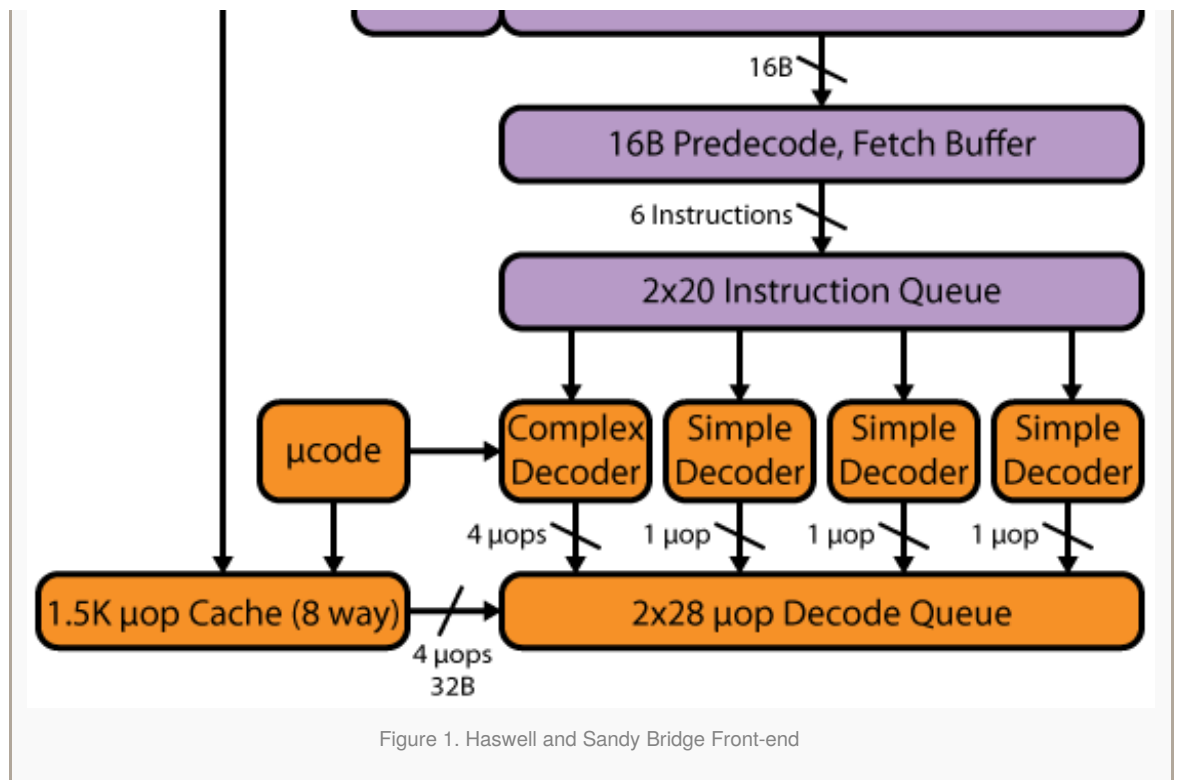 16B
16B Predecode, Fetch Buffer
6 Instructions
2x20 Instruction Queue
µcode
Complex
Decoder
Simple
Decoder
Simple
Decoder
Simple
Decoder
4 µops
1 µop
1 µop
1 µop
1.5K µop Cache (8 way)
4 µops
32B
2x28 µop Decode Queue
Figure 1. Haswell and Sandy Bridge Front-end